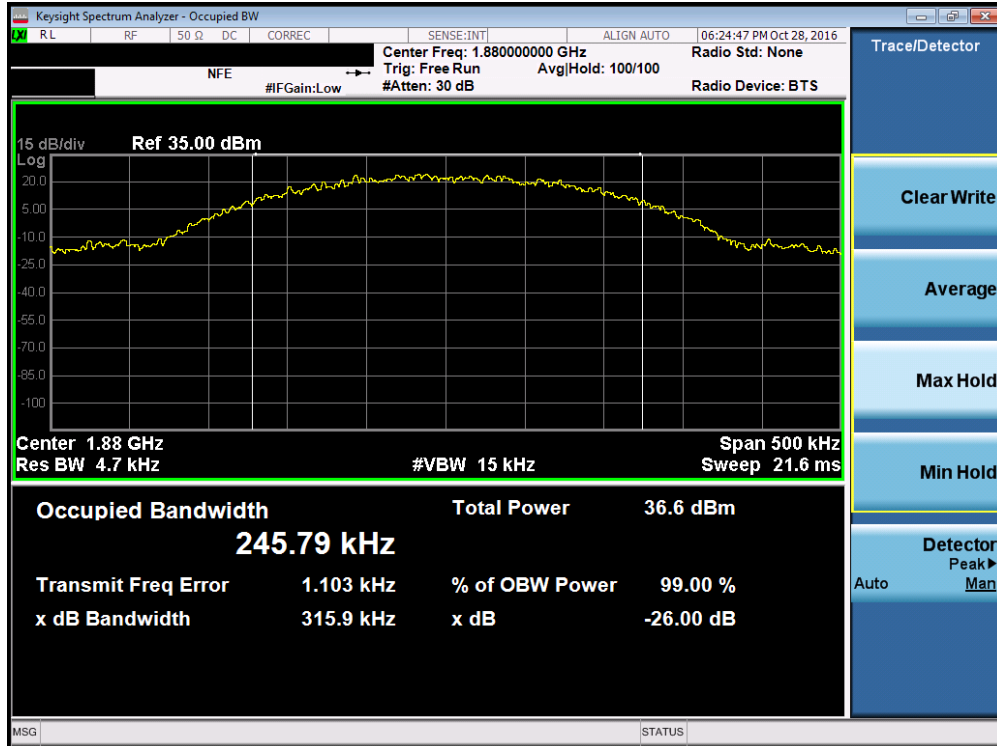 Keysight Spectrum Analyzer - Occupied BW
LXI RL RF 50 Ω DC CORREC SENSE:INT ALIGN AUTO 06:24:47 PM Oct 28, 2016
Center Freq: 1.880000000 GHz Radio Std: None
NFE Trig: Free Run Avg|Hold: 100/100
#IFGain:Low #Atten: 30 dB Radio Device: BTS
15 dB/div Ref 35.00 dBm
Log
20.0
5.00
-10.0
-25.0
-40.0
-55.0
-70.0
-85.0
-100
Center 1.88 GHz Span 500 kHz
Res BW 4.7 kHz #VBW 15 kHz Sweep 21.6 ms
Occupied Bandwidth Total Power 36.6 dBm
245.79 kHz
Transmit Freq Error 1.103 kHz % of OBW Power 99.00 %
x dB Bandwidth 315.9 kHz x dB -26.00 dB
MSG STATUS
Trace/Detector
Clear Write
Average
Max Hold
Min Hold
Detector
Peak
Auto Man